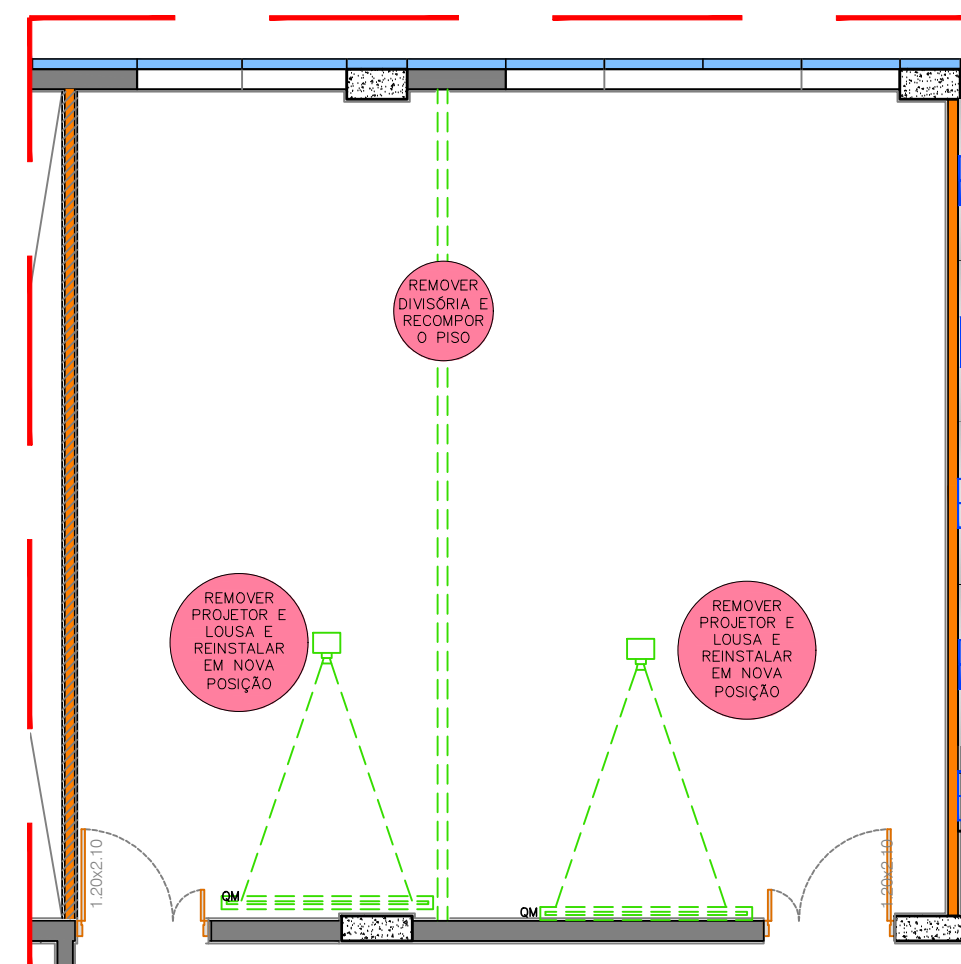 REMOVER
DIVISÓRIA E
RECOMPOR
O PISO
REMOVER
PROJETOR E
LOUSA E
REINSTALAR
EM NOVA
POSIÇÃO
REMOVER
PROJETOR E
LOUSA E
REINSTALAR
EM NOVA
POSIÇÃO
1.20x2.10
QM
QM
1.20x2.10